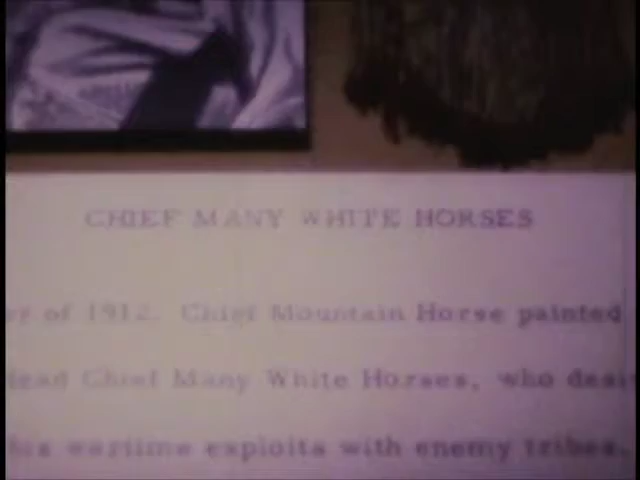 CHIEF MANY WHITE HORSES
of 1912. Chief Mountain Horse painted
Chief Many White Horses, who
his wartime exploits with enemy tribes.